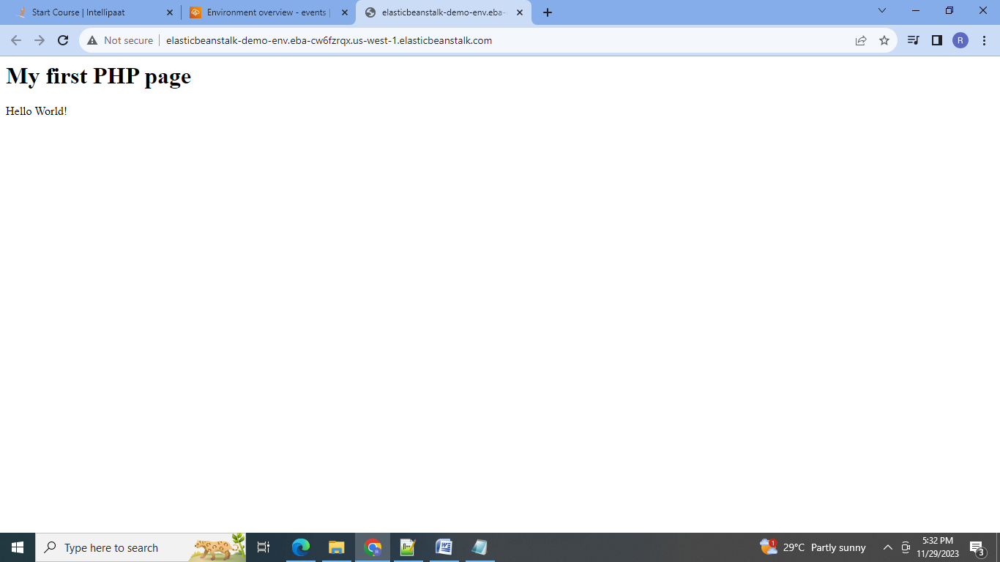 Start Course | Intellipaat
Environment overview - events |
elasticbeanstalk-demo-env.eba-
Not secure
elasticbeanstalk-demo-env.eba-cw6fzrqx.us-west-1.elasticbeanstalk.com
R
My first PHP page
Hello World!
Type here to search
1
29°C Partly sunny
5:32 PM
11/29/2023
3